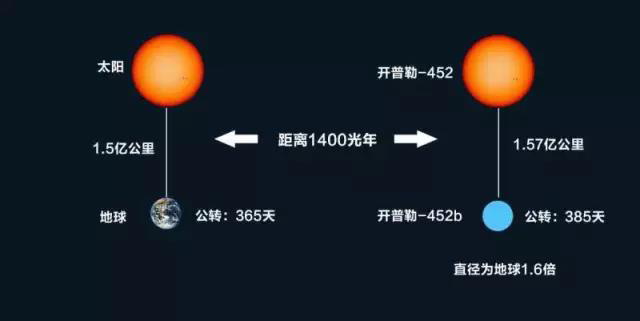 太阳
开普勒-452
1.5亿公里
距离1400光年
1.57亿公里
地球
公转：365天
开普勒-452b
公转：385天
直径为地球1.6倍